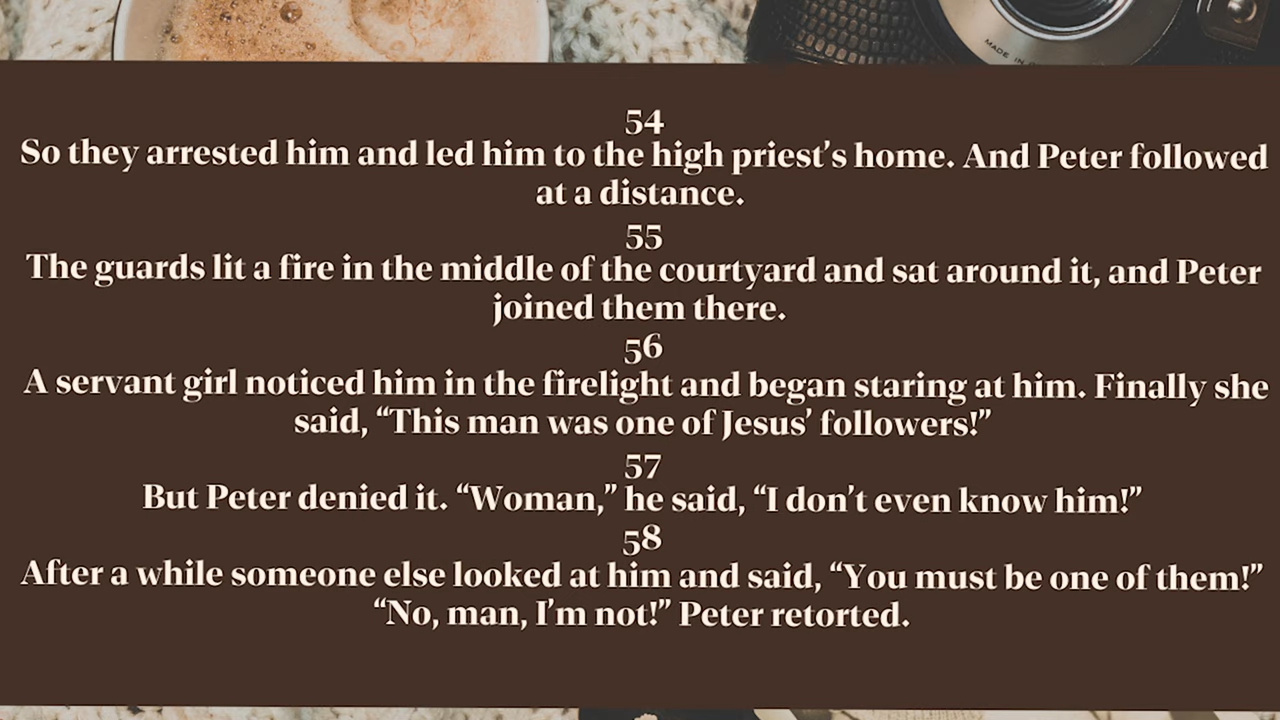 MADE IN
54
So they arrested him and led him to the high priest's home. And Peter followed
at a distance.
55
The guards lit a fire in the middle of the courtyard and sat around it, and Peter
joined them there.
56
A servant girl noticed him in the firelight and began staring at him. Finally she
said, “This man was one of Jesus’ followers!”
57
But Peter denied it. “Woman,” he said, “I don’t even know him!”
58
After a while someone else looked at him and said, “You must be one of them!”
“No, man, I’m not!” Peter retorted.